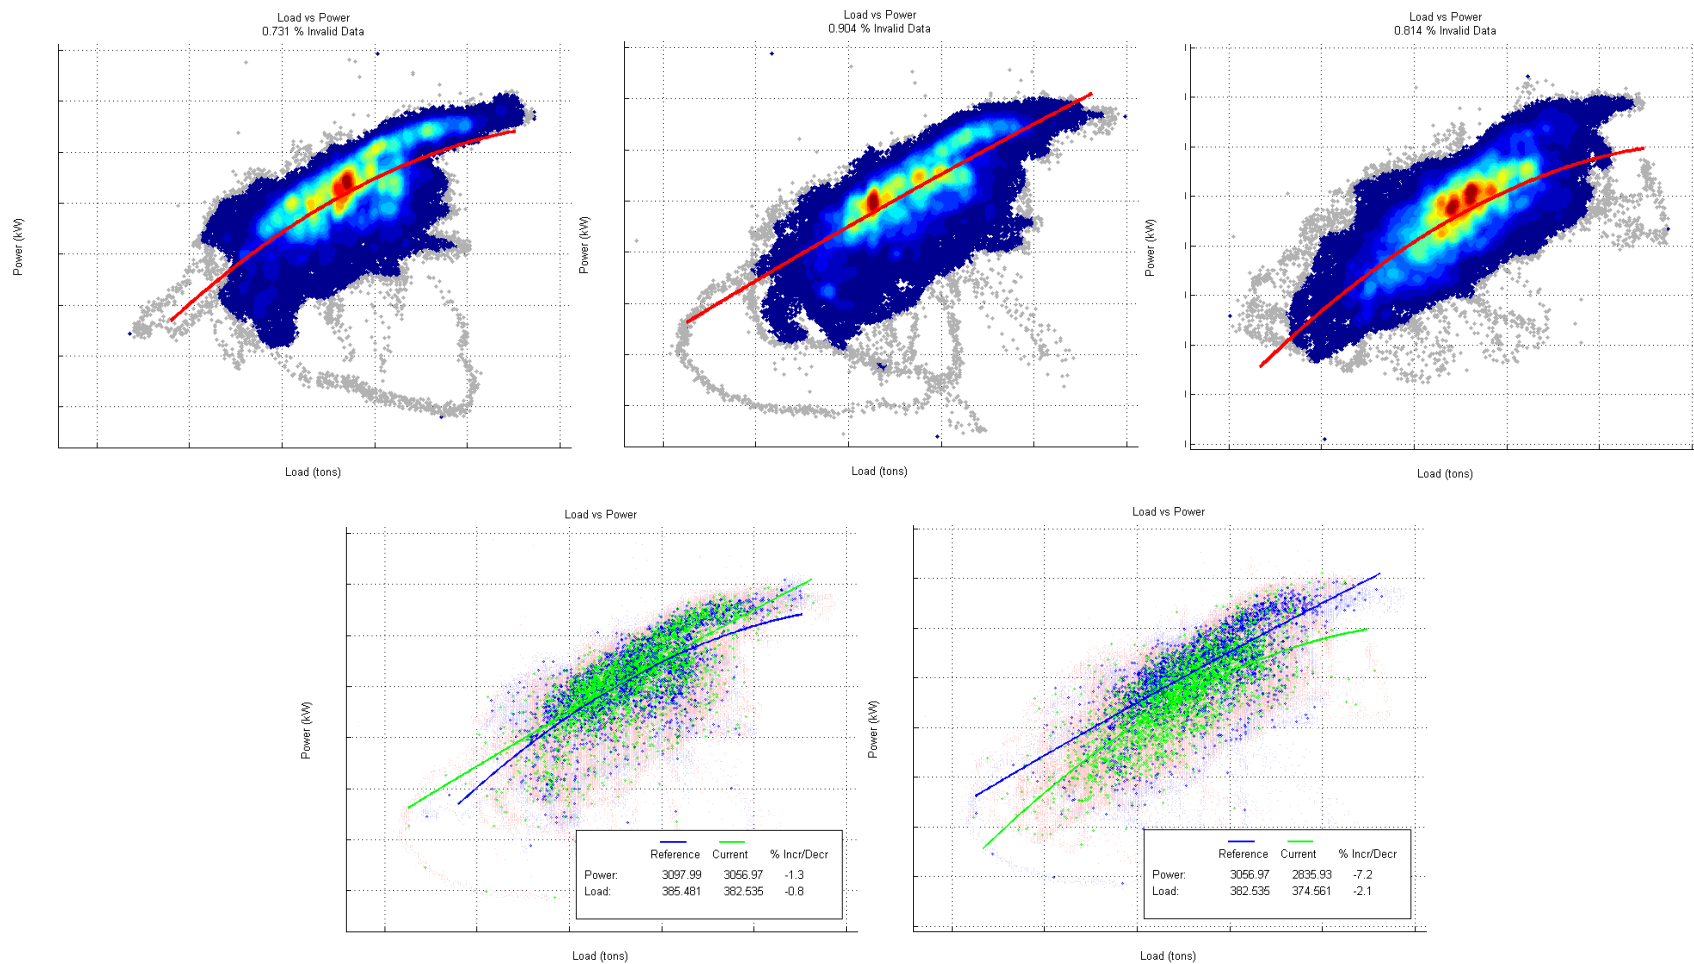 Load vs Power
0.731 % Invalid Data
Power (kW)
Load (tons)
Load vs Power
0.904 % Invalid Data
Power (kW)
Load (tons)
Load vs Power
0.814 % Invalid Data
Power (kW)
Load (tons)
Load vs Power
Power (kW)
Reference Current % Incr/Decr
Power: 3097.99 3056.97 -1.3
Load: 385.481 382.535 -0.8
Load (tons)
Load vs Power
Power (kW)
Reference Current % Incr/Decr
Power: 3056.97 2835.93 -7.2
Load: 382.535 374.561 -2.1
Load (tons)